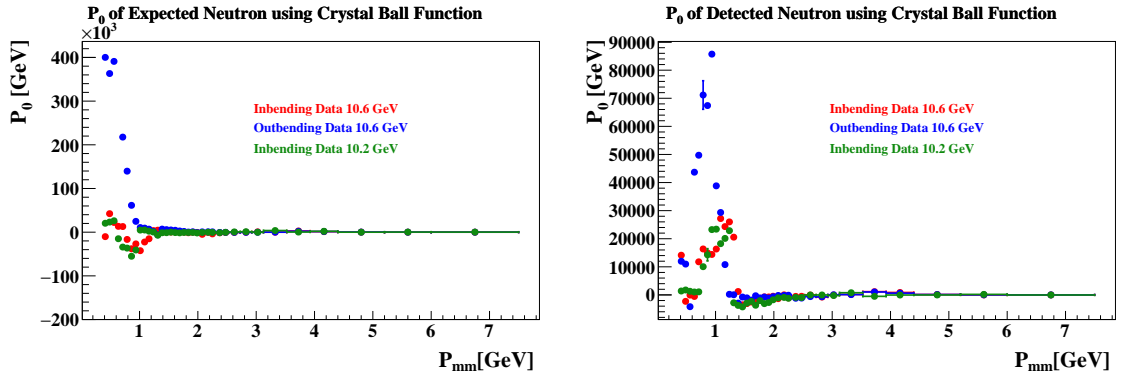 P₀ of Expected Neutron using Crystal Ball Function
×10³
P₀ [GeV]
400
300
200
100
0
−100
−200
Inbending Data 10.6 GeV
Outbending Data 10.6 GeV
Inbending Data 10.2 GeV
1 2 3 4 5 6 7
Pmm[GeV]
P₀ of Detected Neutron using Crystal Ball Function
P₀ [GeV]
90000
80000
70000
60000
50000
40000
30000
20000
10000
0
Inbending Data 10.6 GeV
Outbending Data 10.6 GeV
Inbending Data 10.2 GeV
1 2 3 4 5 6 7
Pmm[GeV]